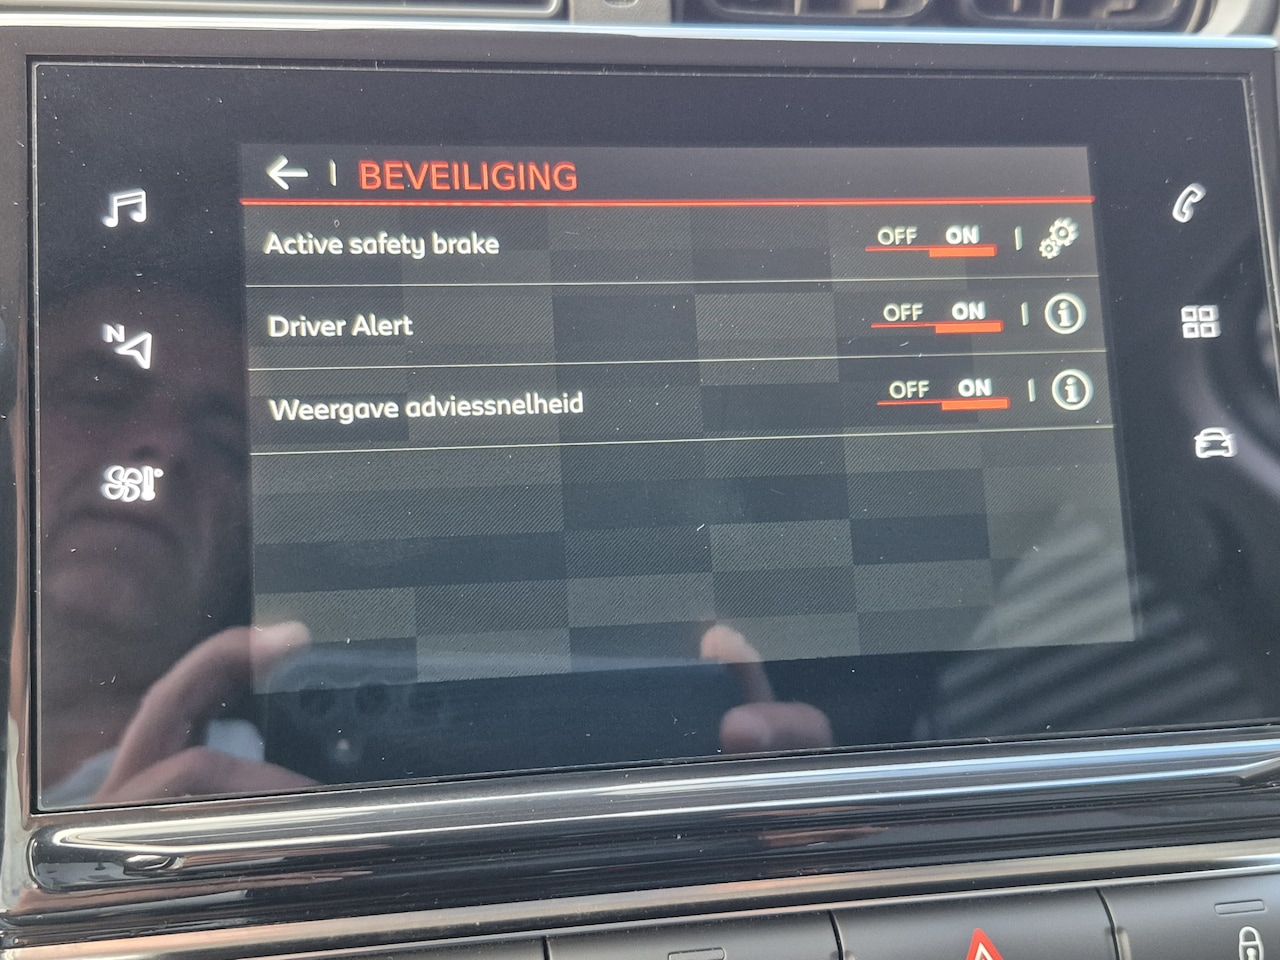 BEVEILIGING
Active safety brake OFF ON
Driver Alert OFF ON
Weergave adviessnelheid OFF ON
N